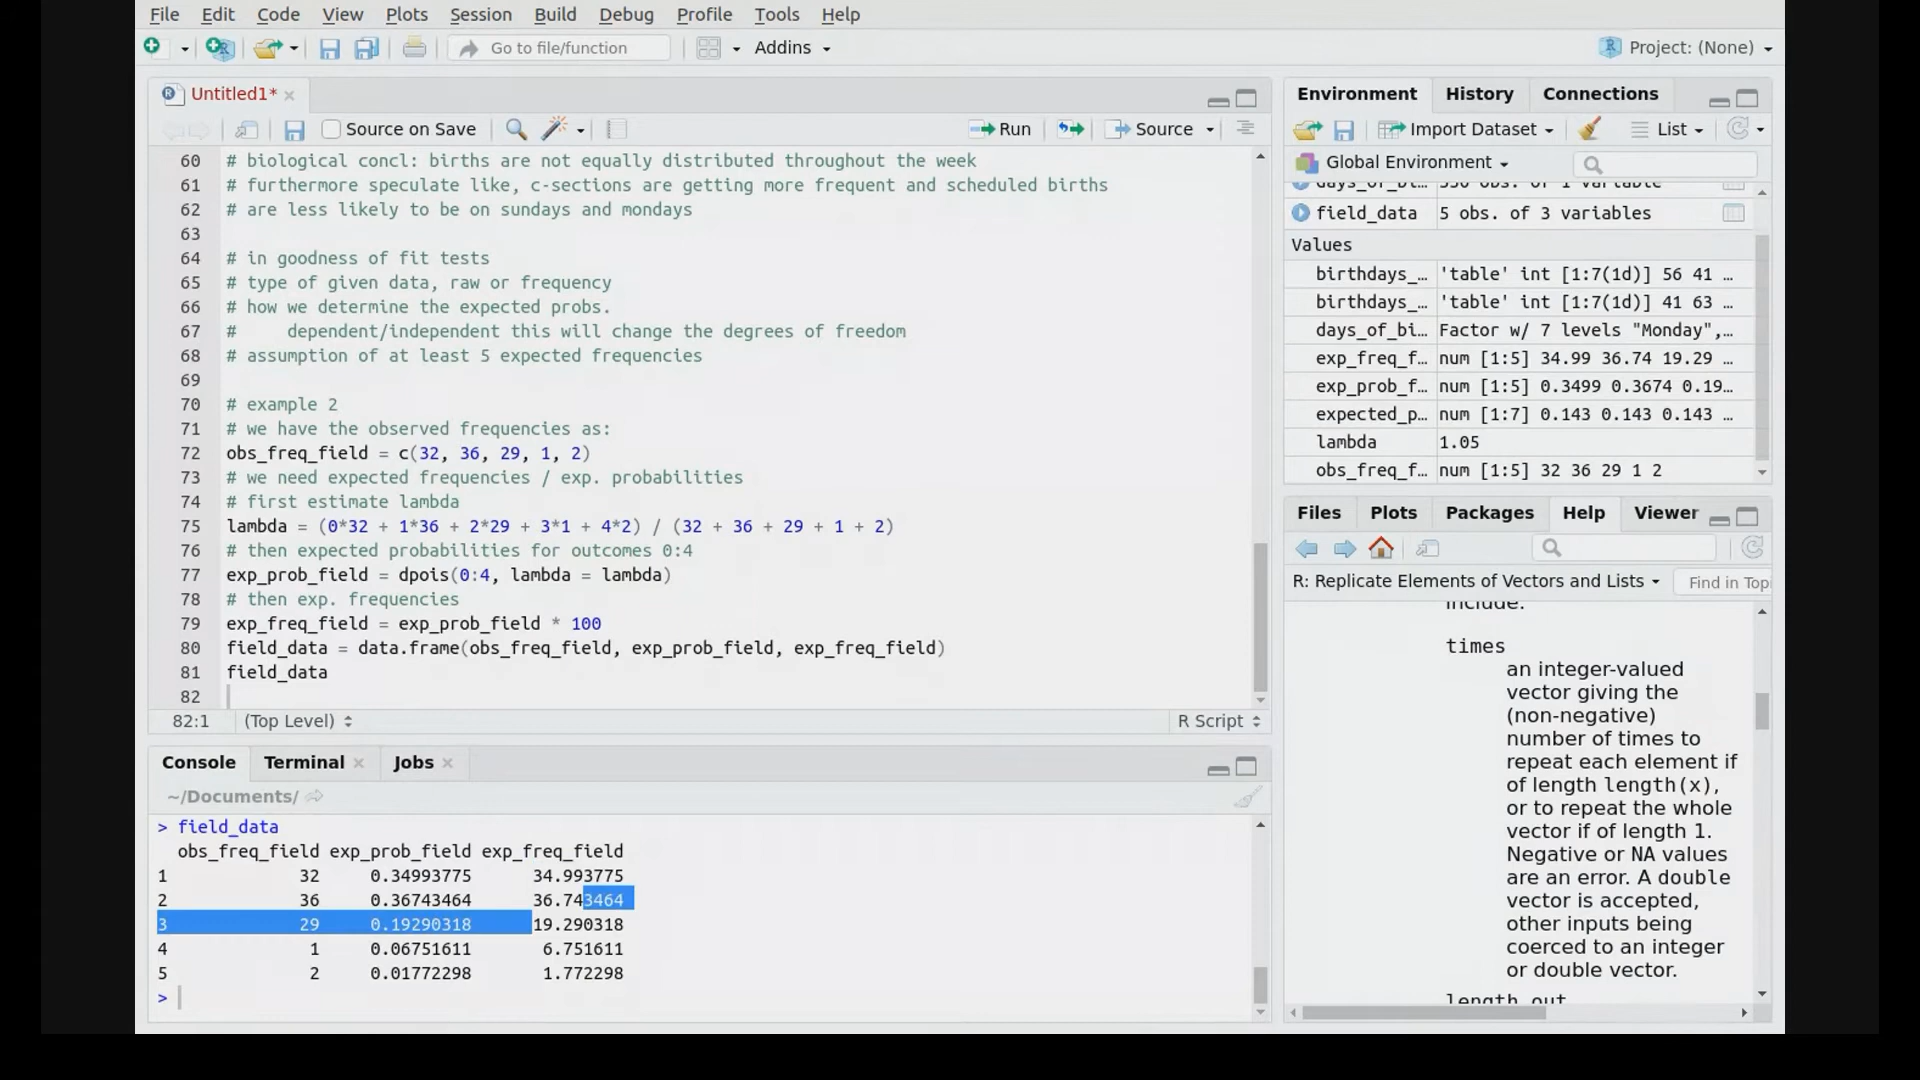 File Edit Code View Plots Session Build Debug Profile Tools Help
Go to file/function Addins Project: (None)
Untitled1*
Source on Save Run Source
60 # biological concl: births are not equally distributed throughout the week
61 # furthermore speculate like, c-sections are getting more frequent and scheduled births
62 # are less likely to be on sundays and mondays
63
64 # in goodness of fit tests
65 # type of given data, raw or frequency
66 # how we determine the expected probs.
67 #     dependent/independent this will change the degrees of freedom
68 # assumption of at least 5 expected frequencies
69
70 # example 2
71 # we have the observed frequencies as:
72 obs_freq_field = c(32, 36, 29, 1, 2)
73 # we need expected frequencies / exp. probabilities
74 # first estimate lambda
75 lambda = (0*32 + 1*36 + 2*29 + 3*1 + 4*2) / (32 + 36 + 29 + 1 + 2)
76 # then expected probabilities for outcomes 0:4
77 exp_prob_field = dpois(0:4, lambda = lambda)
78 # then exp. frequencies
79 exp_freq_field = exp_prob_field * 100
80 field_data = data.frame(obs_freq_field, exp_prob_field, exp_freq_field)
81 field_data
82
82:1 (Top Level) R Script
Console Terminal Jobs
~/Documents/
> field_data
obs_freq_field exp_prob_field exp_freq_field
1 32 0.34993775 34.993775
2 36 0.36743464 36.743464
3 29 0.19290318 19.290318
4 1 0.06751611 6.751611
5 2 0.01772298 1.772298
>
Environment History Connections
Import Dataset List
Global Environment
days_of_bi… 350 obs. of 1 variable
field_data 5 obs. of 3 variables
Values
birthdays_… 'table' int [1:7(1d)] 56 41 …
birthdays_… 'table' int [1:7(1d)] 41 63 …
days_of_bi… Factor w/ 7 levels "Monday",…
exp_freq_f… num [1:5] 34.99 36.74 19.29 …
exp_prob_f… num [1:5] 0.3499 0.3674 0.19…
expected_p… num [1:7] 0.143 0.143 0.143 …
lambda 1.05
obs_freq_f… num [1:5] 32 36 29 1 2
Files Plots Packages Help Viewer
R: Replicate Elements of Vectors and Lists Find in Top
include.
times
an integer-valued
vector giving the
(non-negative)
number of times to
repeat each element if
of length length(x),
or to repeat the whole
vector if of length 1.
Negative or NA values
are an error. A double
vector is accepted,
other inputs being
coerced to an integer
or double vector.
length.out